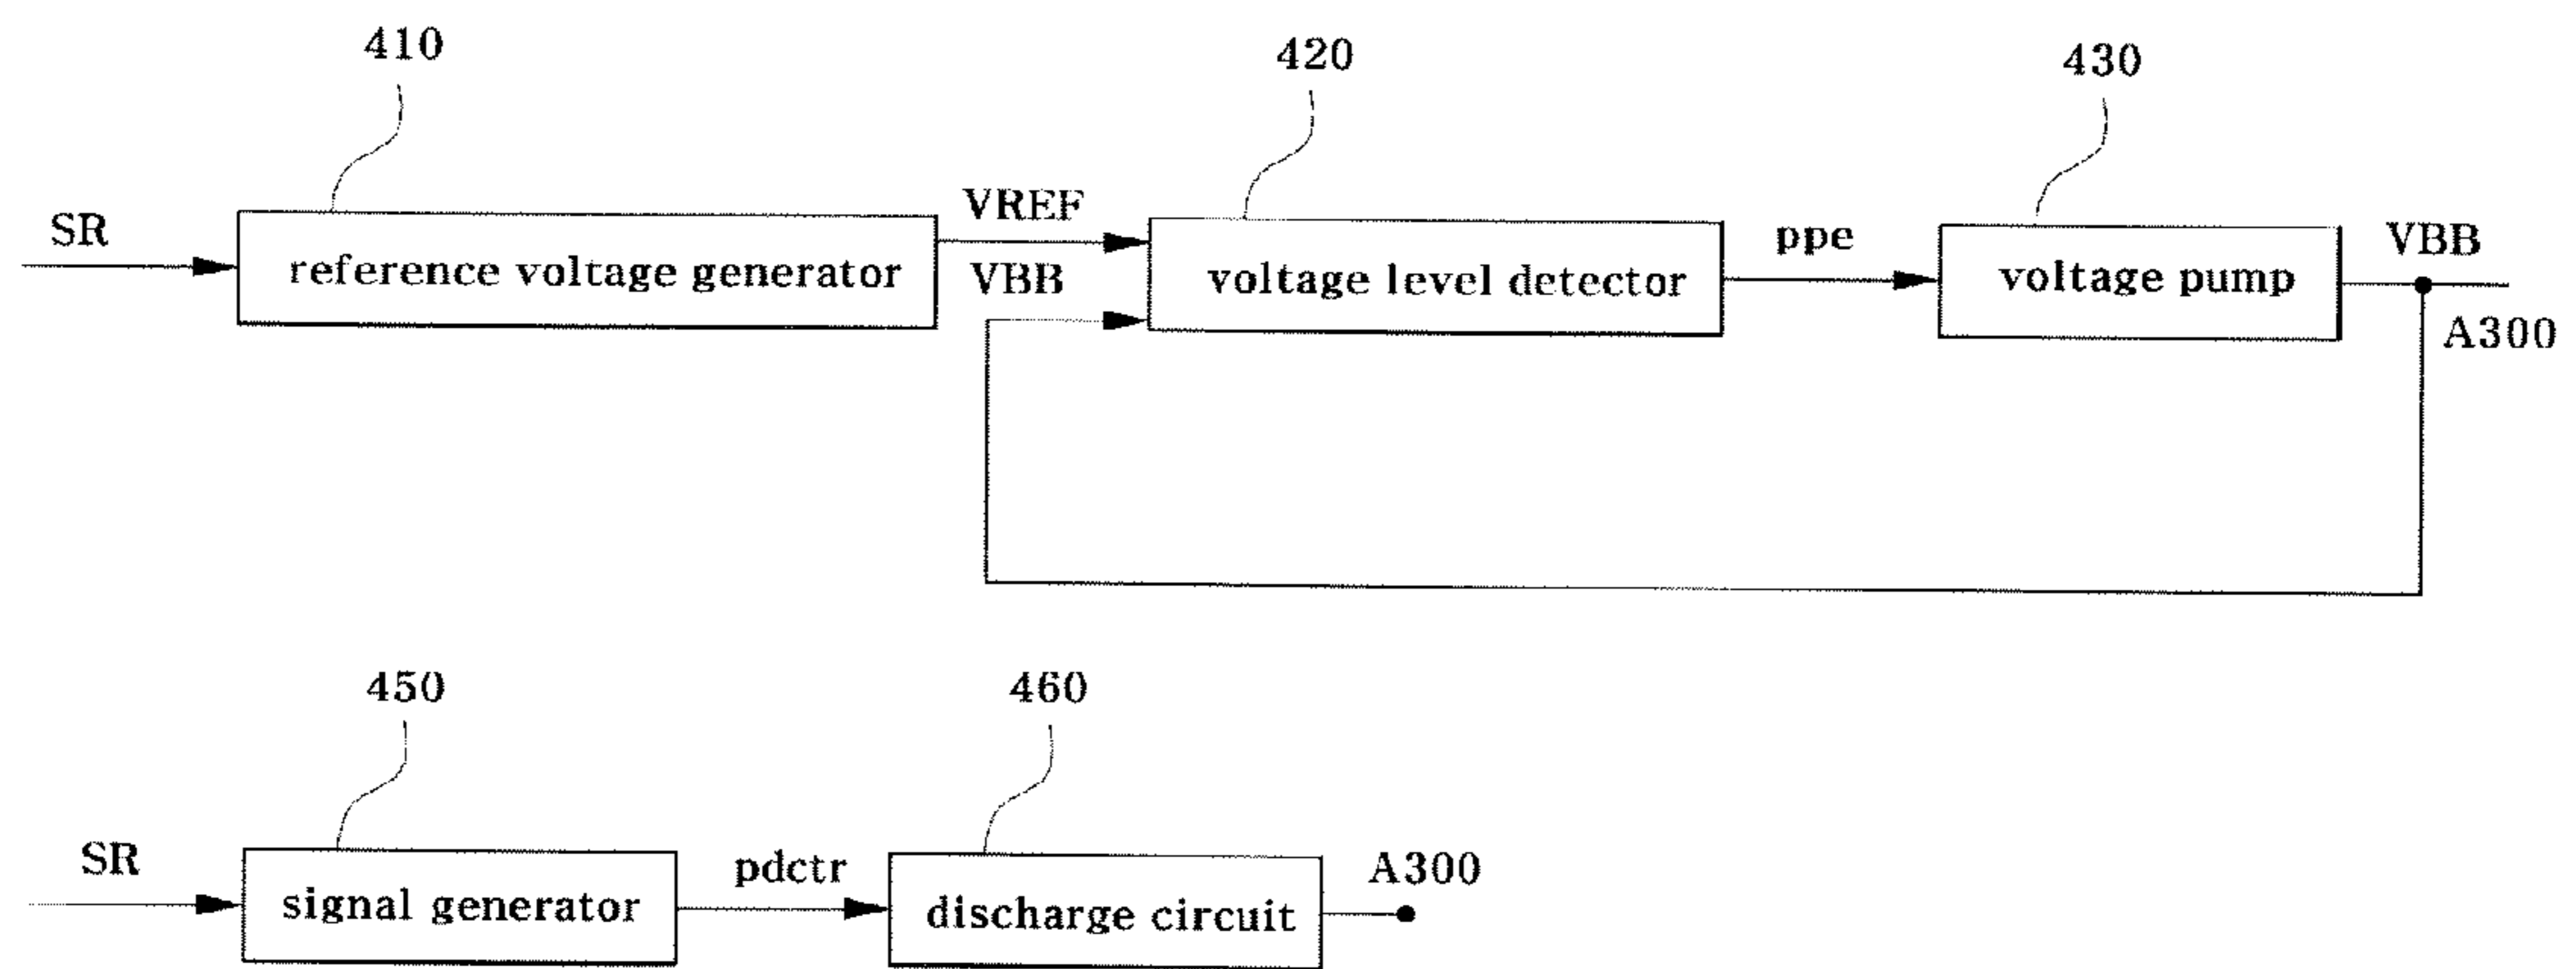 410
420
430
SR
reference voltage generator
VREF
VBB
voltage level detector
ppe
voltage pump
VBB
A300
450
460
SR
signal generator
pdctr
discharge circuit
A300